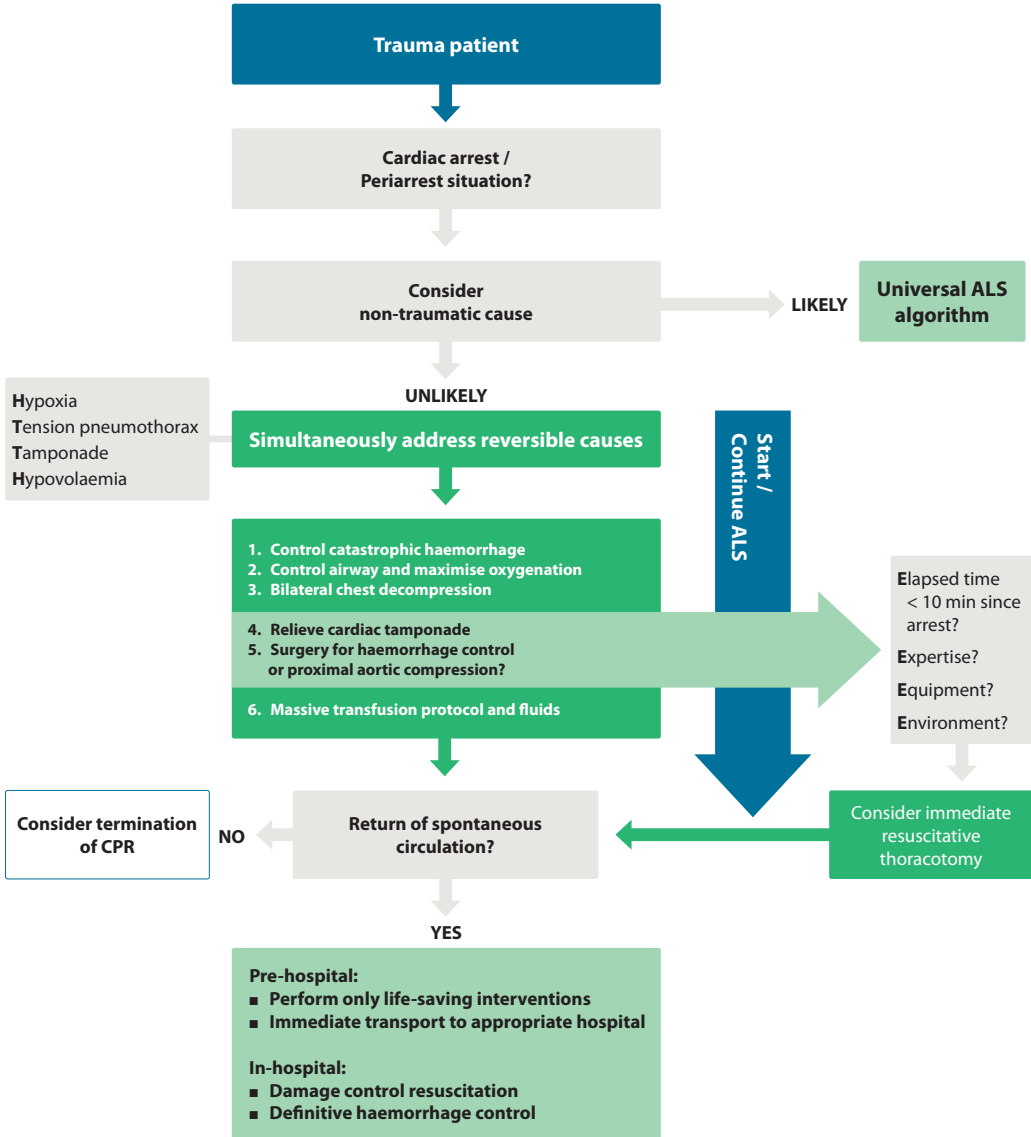 Trauma patient
Cardiac arrest /
Periarrest situation?
Consider
non-traumatic cause
LIKELY
Universal ALS
algorithm
UNLIKELY
Hypoxia
Tension pneumothorax
Tamponade
Hypovolaemia
Simultaneously address reversible causes
Start /
Continue ALS
1. Control catastrophic haemorrhage
2. Control airway and maximise oxygenation
3. Bilateral chest decompression
4. Relieve cardiac tamponade
5. Surgery for haemorrhage control
or proximal aortic compression?
6. Massive transfusion protocol and fluids
Elapsed time
< 10 min since
arrest?
Expertise?
Equipment?
Environment?
Consider termination
of CPR
NO
Return of spontaneous
circulation?
Consider immediate
resuscitative
thoracotomy
YES
Pre-hospital:
■ Perform only life-saving interventions
■ Immediate transport to appropriate hospital
In-hospital:
■ Damage control resuscitation
■ Definitive haemorrhage control